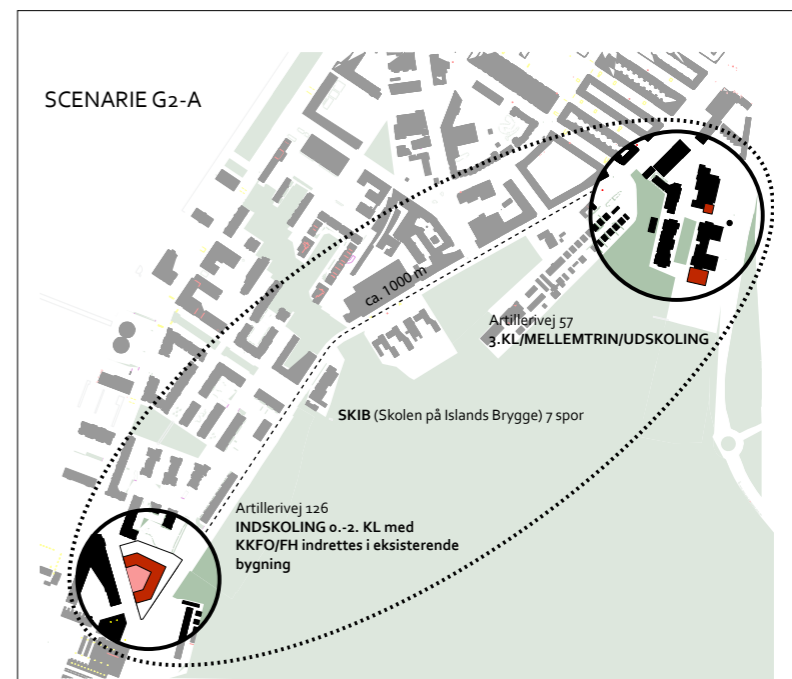 SCENARIE G2-A
ca. 1000 m
Artillerivej 57
3.KL/MELLEMTRIN/UDSKOLING
SKIB (Skolen på Islands Brygge) 7 spor
Artillerivej 126
INDSKOLING 0.-2. KL med
KKFO/FH indrettes i eksisterende
bygning